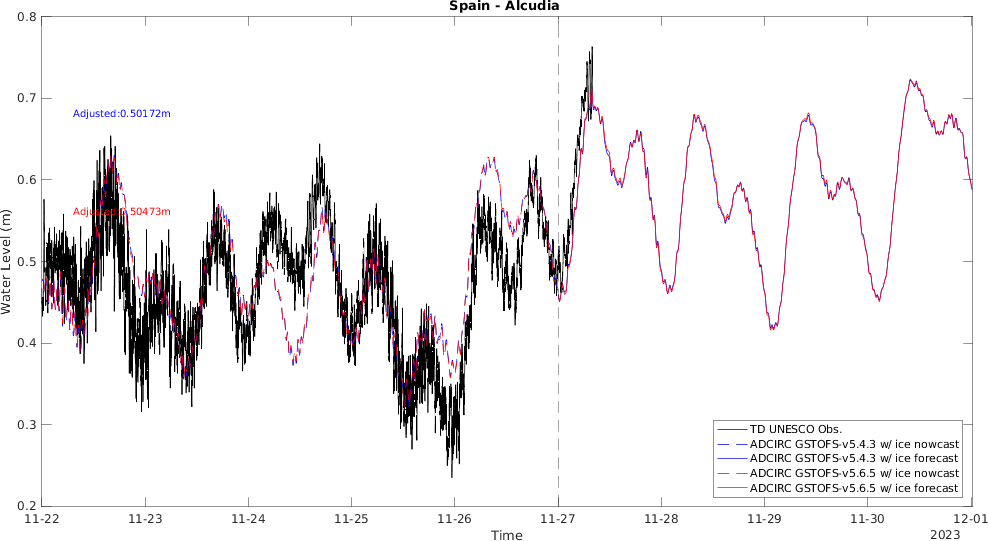 Spain - Alcudia
0.8
0.7
0.6
0.5
0.4
0.3
0.2
Water Level (m)
Adjusted:0.50172m
Adjusted:0.50473m
TD UNESCO Obs.
ADCIRC GSTOFS-v5.4.3 w/ ice nowcast
ADCIRC GSTOFS-v5.4.3 w/ ice forecast
ADCIRC GSTOFS-v5.6.5 w/ ice nowcast
ADCIRC GSTOFS-v5.6.5 w/ ice forecast
11-22 11-23 11-24 11-25 11-26 11-27 11-28 11-29 11-30 12-01
Time
2023